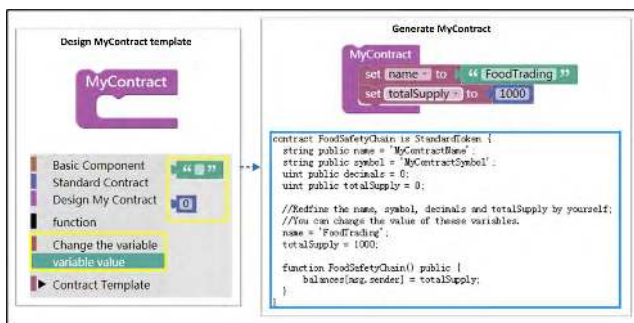 Design MyContract template
MyContract
Basic Component
Standard Contract
Design My Contract
function
Change the variable
variable value
Contract Template
“ ”
0
Generate MyContract
MyContract
set name to “ FoodTrading ”
set totalSupply to 1000
contract FoodSafetyChain is StandardToken {
string public name = 'MyContractName';
string public symbol = 'MyContractSymbol';
uint public decimals = 0;
uint public totalSupply = 0;
//Redfine the name, symbol, decimals and totalSupply by yourself;
//You can change the value of theese variables.
name = 'FoodTrading';
totalSupply = 1000;
function FoodSafetyChain() public {
balances[msg.sender] = totalSupply;
}
}